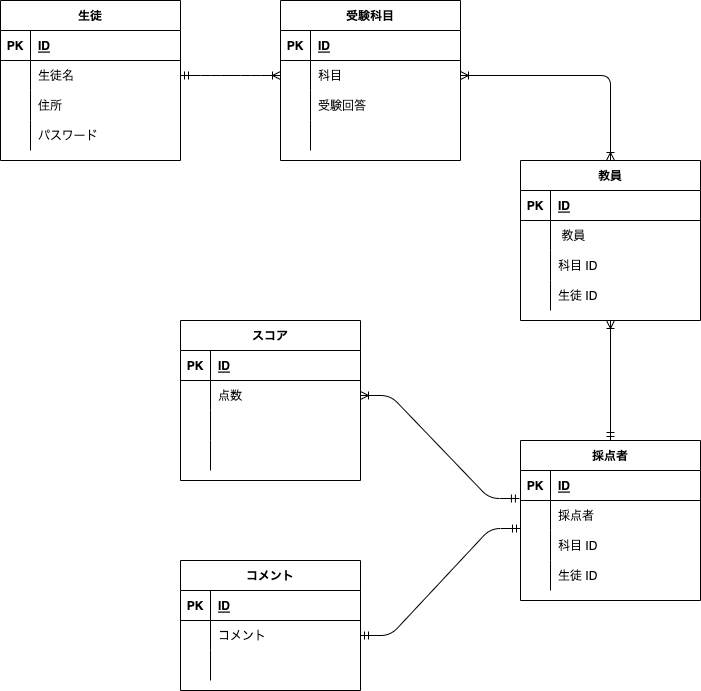 生徒
PK ID
生徒名
住所
パスワード
受験科目
PK ID
科目
受験回答
教員
PK ID
教員
科目 ID
生徒 ID
スコア
PK ID
点数
採点者
PK ID
採点者
科目 ID
生徒 ID
コメント
PK ID
コメント